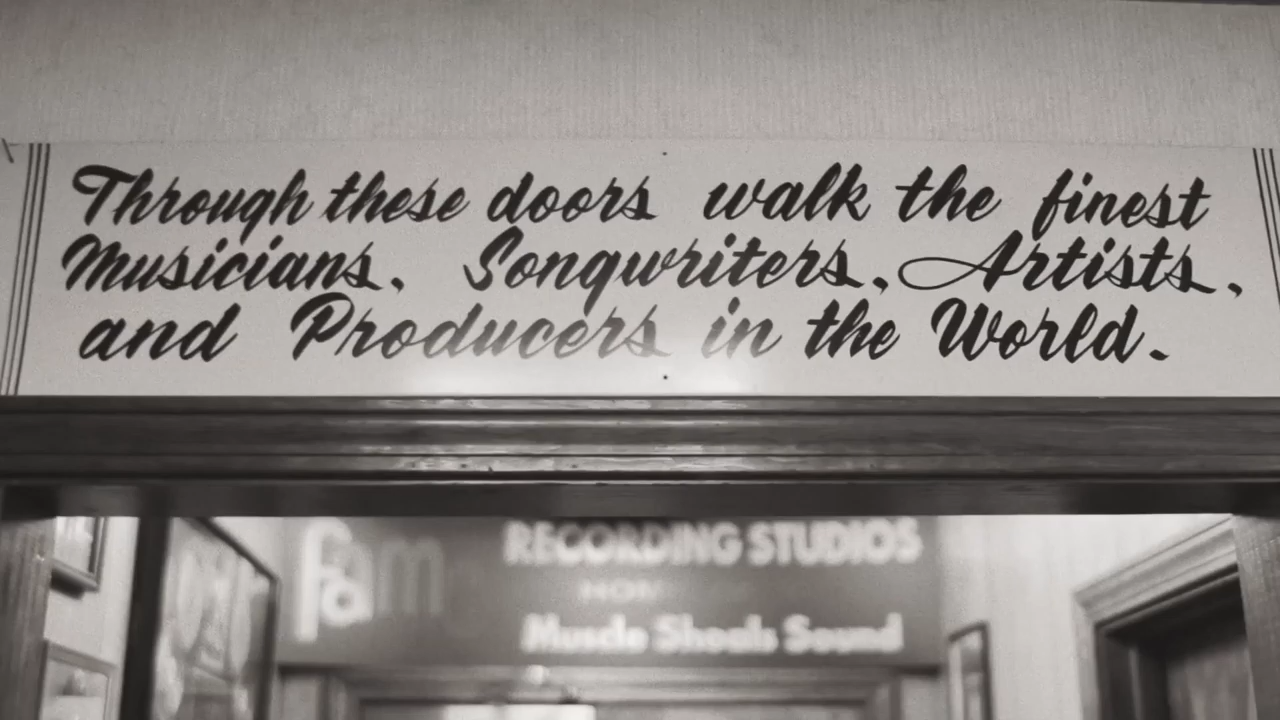 Through these doors walk the finest
Musicians, Songwriters, Artists,
and Producers in the World.
fam
RECORDING STUDIOS
Muscle Shoals Sound